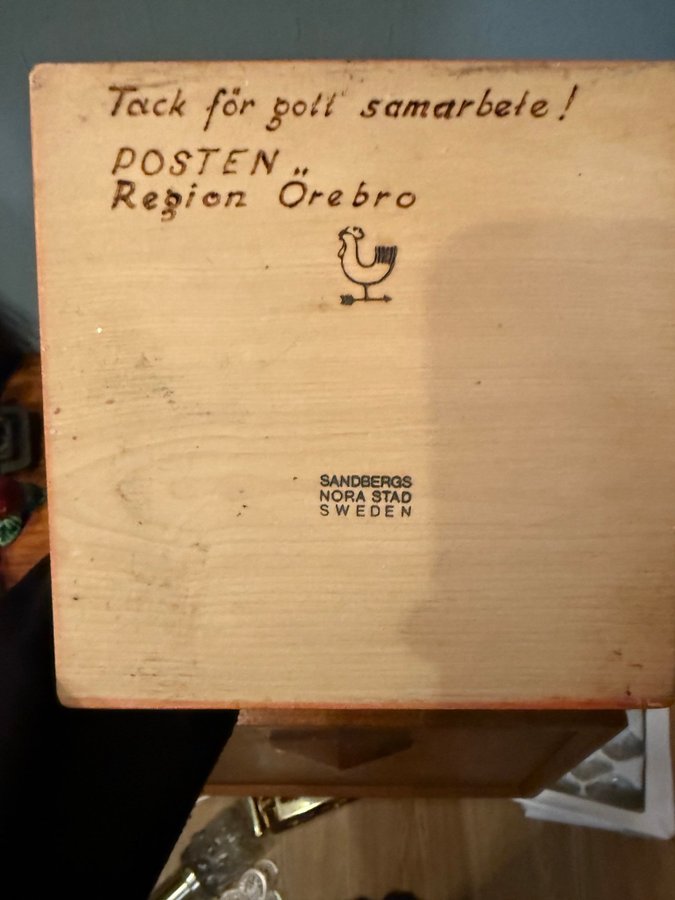 Tack för gott samarbete!
POSTEN
Region Örebro
SANDBERGS
NORA STAD
SWEDEN